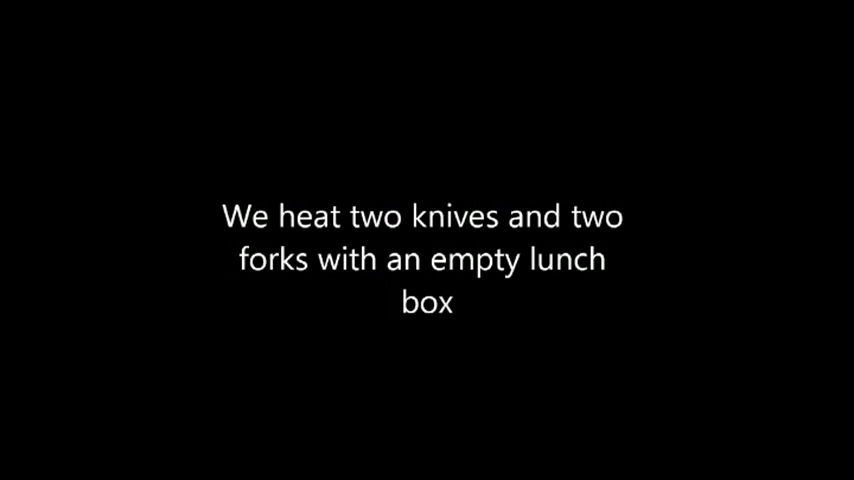 We heat two knives and two
forks with an empty lunch
box